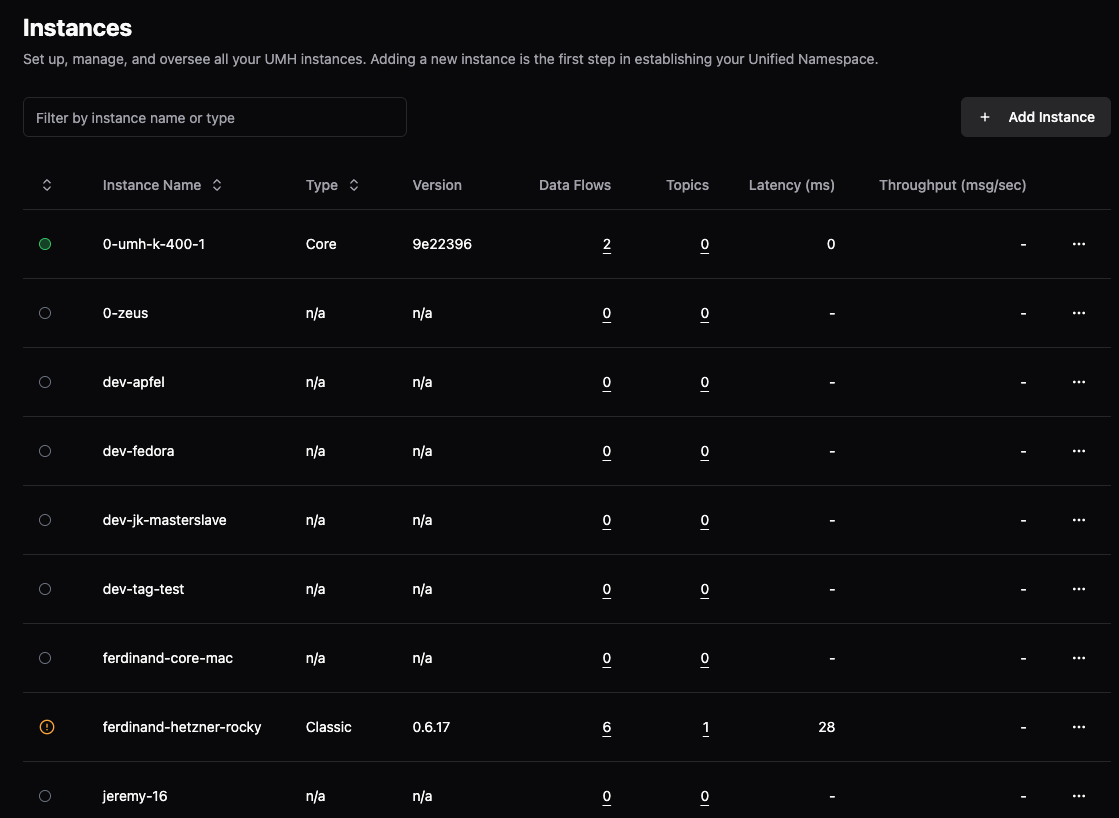 Instances
Set up, manage, and oversee all your UMH instances. Adding a new instance is the first step in establishing your Unified Namespace.
Filter by instance name or type
+ Add Instance
Instance Name Type Version Data Flows Topics Latency (ms) Throughput (msg/sec)
0-umh-k-400-1 Core 9e22396 2 0 0 - ...
0-zeus n/a n/a 0 0 - - ...
dev-apfel n/a n/a 0 0 - - ...
dev-fedora n/a n/a 0 0 - - ...
dev-jk-masterslave n/a n/a 0 0 - - ...
dev-tag-test n/a n/a 0 0 - - ...
ferdinand-core-mac n/a n/a 0 0 - - ...
ferdinand-hetzner-rocky Classic 0.6.17 6 1 28 - ...
jeremy-16 n/a n/a 0 0 - - ...